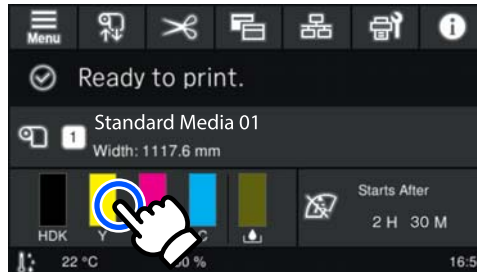 Menu
Ready to print.
1
Standard Media 01
Width: 1117.6 mm
HDK
Y
C
Starts After
2 H 30 M
22 °C
0 %
16:5